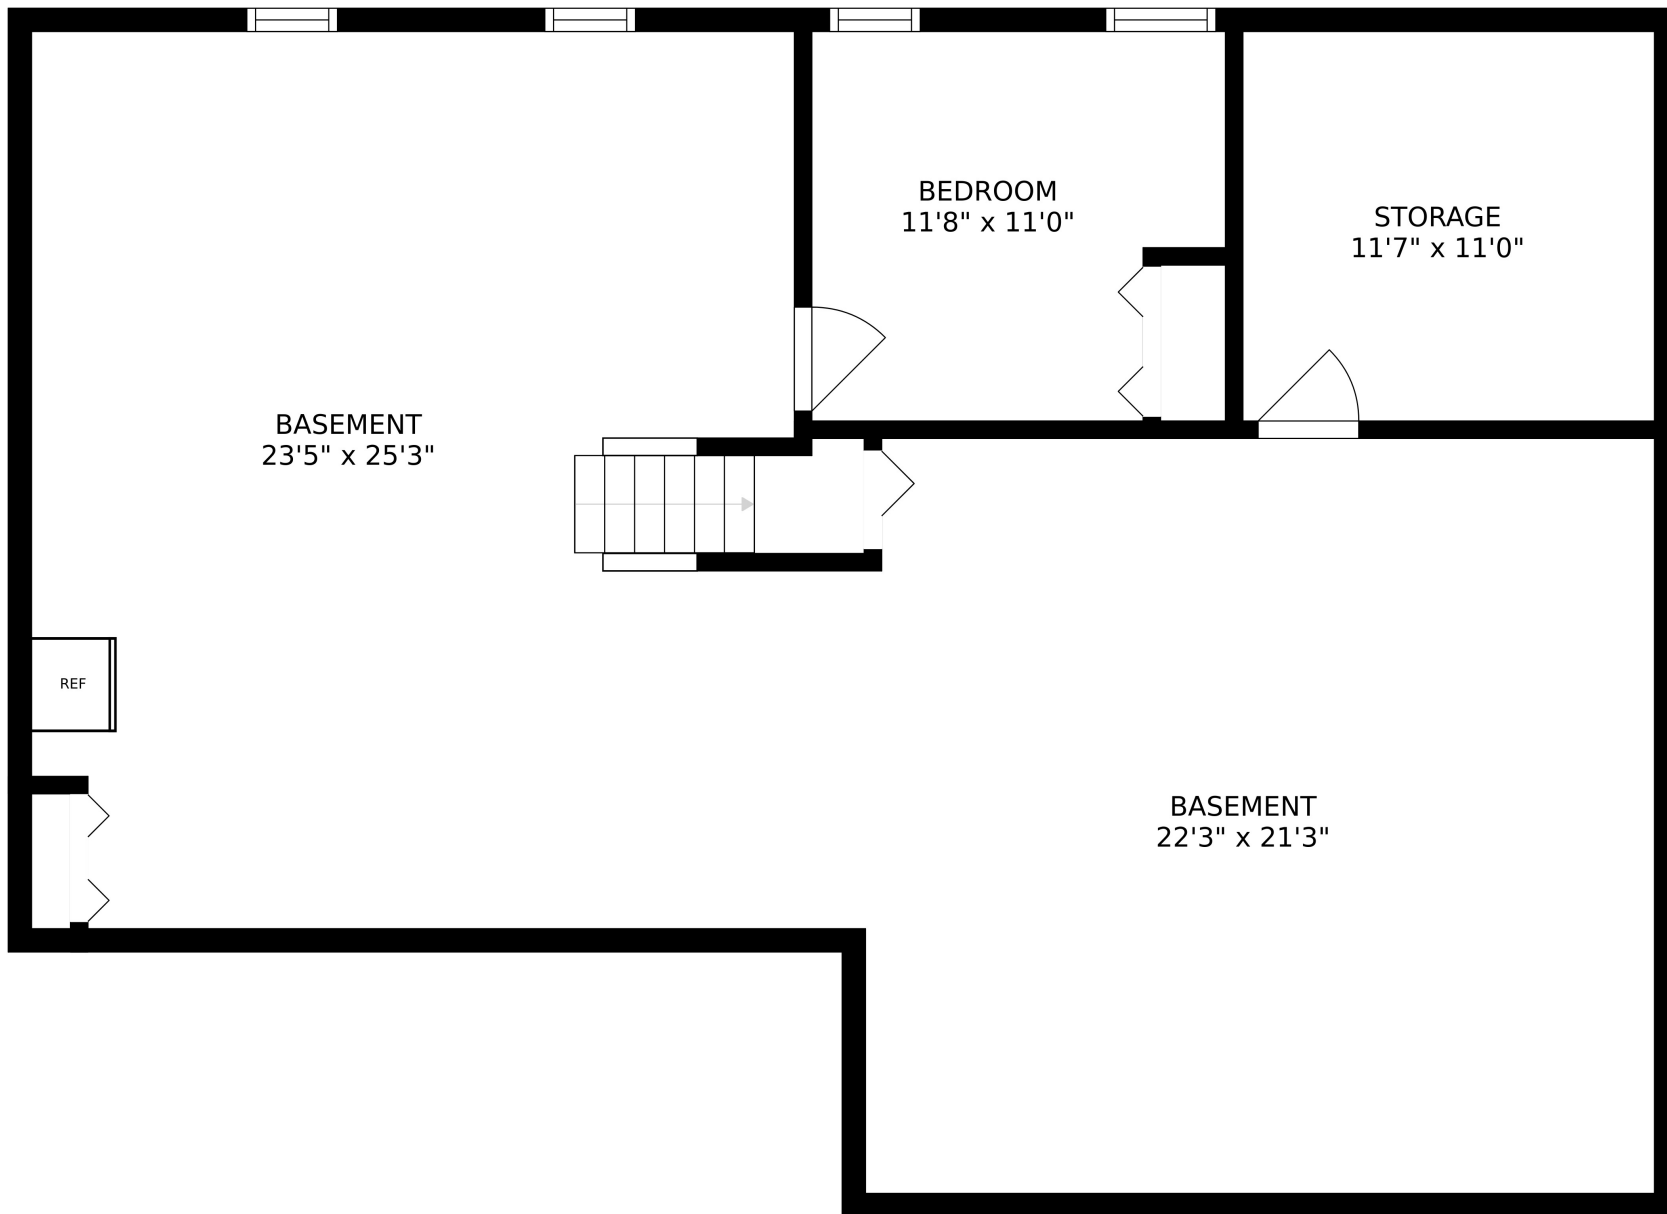 BEDROOM
11'8" x 11'0"
STORAGE
11'7" x 11'0"
BASEMENT
23'5" x 25'3"
REF
BASEMENT
22'3" x 21'3"